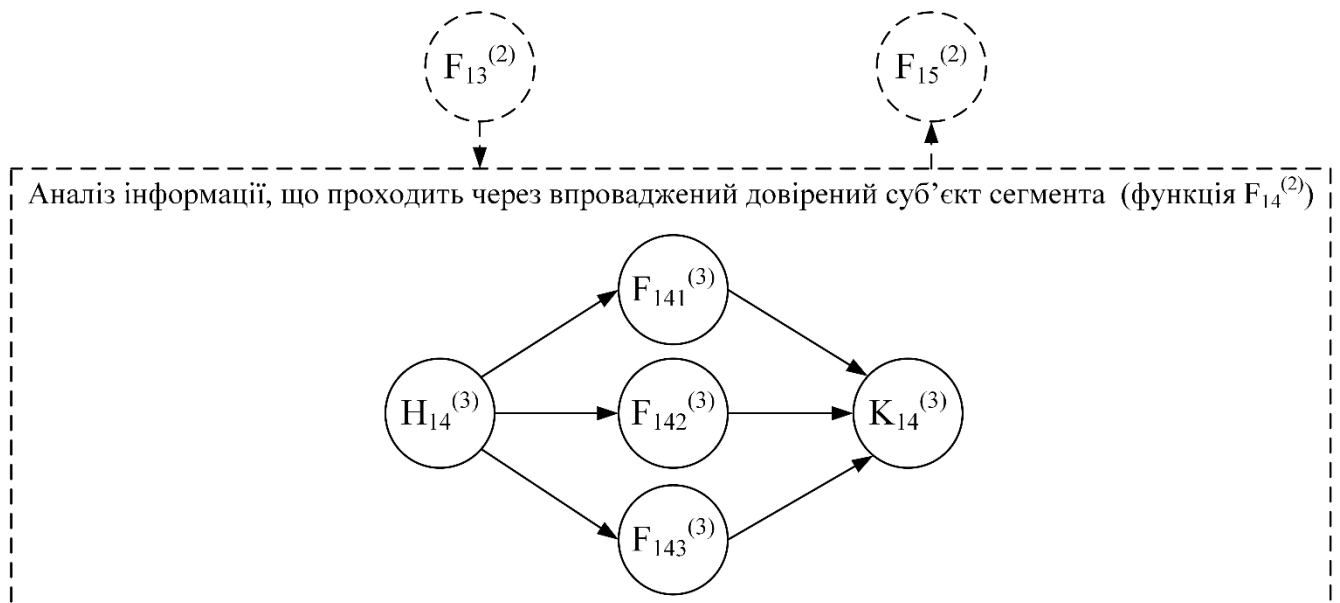 F₁₃⁽²⁾ F₁₅⁽²⁾
Аналіз інформації, що проходить через впроваджений довірений суб’єкт сегмента (функція F₁₄⁽²⁾)
F₁₄₁⁽³⁾
H₁₄⁽³⁾ F₁₄₂⁽³⁾ K₁₄⁽³⁾
F₁₄₃⁽³⁾